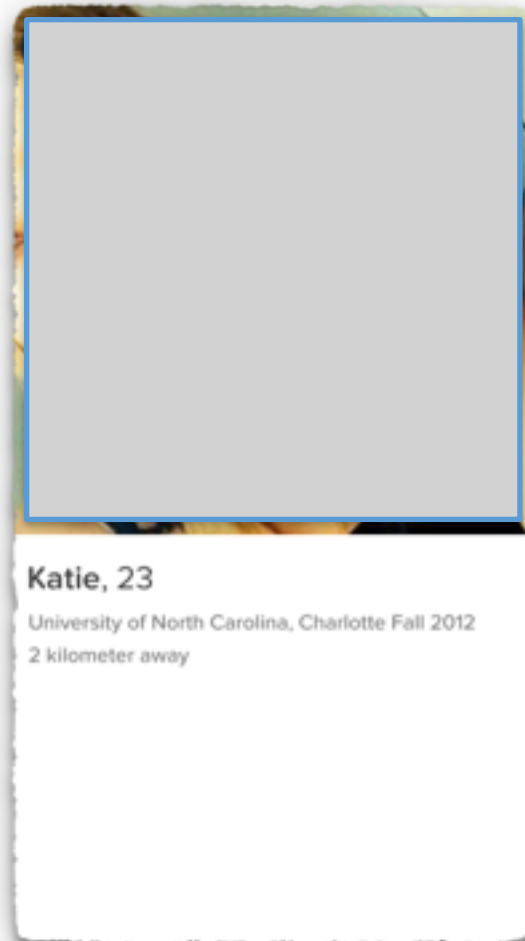 Katie, 23
University of North Carolina, Charlotte Fall 2012
2 kilometer away